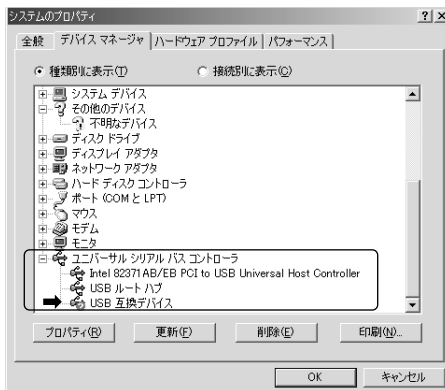 システムのプロパティ
全般 デバイス マネージャ ハードウェア プロファイル パフォーマンス
種類別に表示(T) 接続別に表示(C)
システム デバイス
その他のデバイス
不明なデバイス
ディスク ドライブ
ディスプレイ アダプタ
ネットワーク アダプタ
ハード ディスク コントローラ
ポート (COM と LPT)
マウス
モデム
モニタ
ユニバーサル シリアル バス コントローラ
Intel 82371AB/EB PCI to USB Universal Host Controller
USB ルート ハブ
USB 互換デバイス
プロパティ(R) 更新(F) 削除(E) 印刷(N)...
OK キャンセル